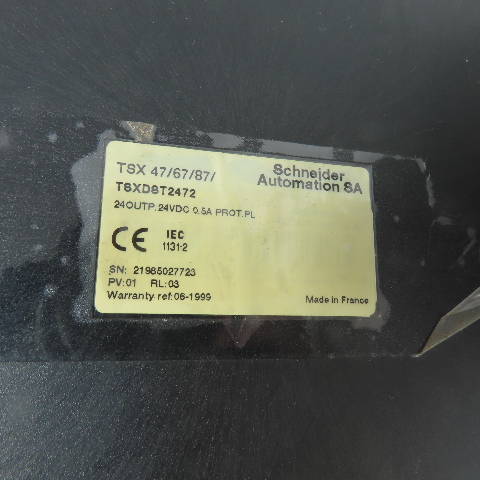 TSX 47/67/87/
Schneider
Automation SA
TSXDST2472
24OUTP.24VDC 0.5A PROT.PL
CE IEC
1131-2
SN: 21985027723
PV:01 RL:03
Warranty ref:06-1999
Made in France